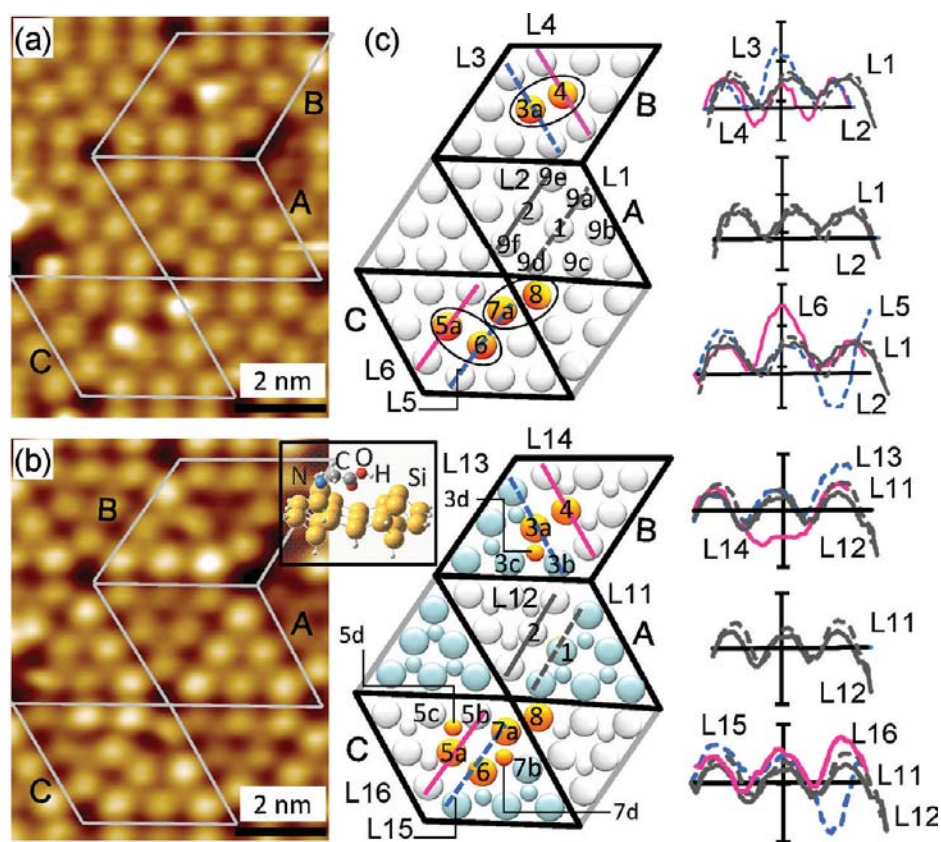 (a)
B
A
C
2 nm
(b)
B
A
C
2 nm
N C O H Si
(c)
L4
L3
4
3a
B
L2 9e L1
9a
2 1 9b A
9f 9d 9c
C
7a 8
5a
6
L6
L5
L14
L13
3d
4
3a B
3c 3b
L12 L11
2 1 A
5d
5c 5b 7a 8
C 5a
6 7b
L16
L15 7d
L3 L1
L4 L2
L1
L2
L6 L5
L1
L2
L13
L11
L14 L12
L11
L12
L15 L16
L11
L12